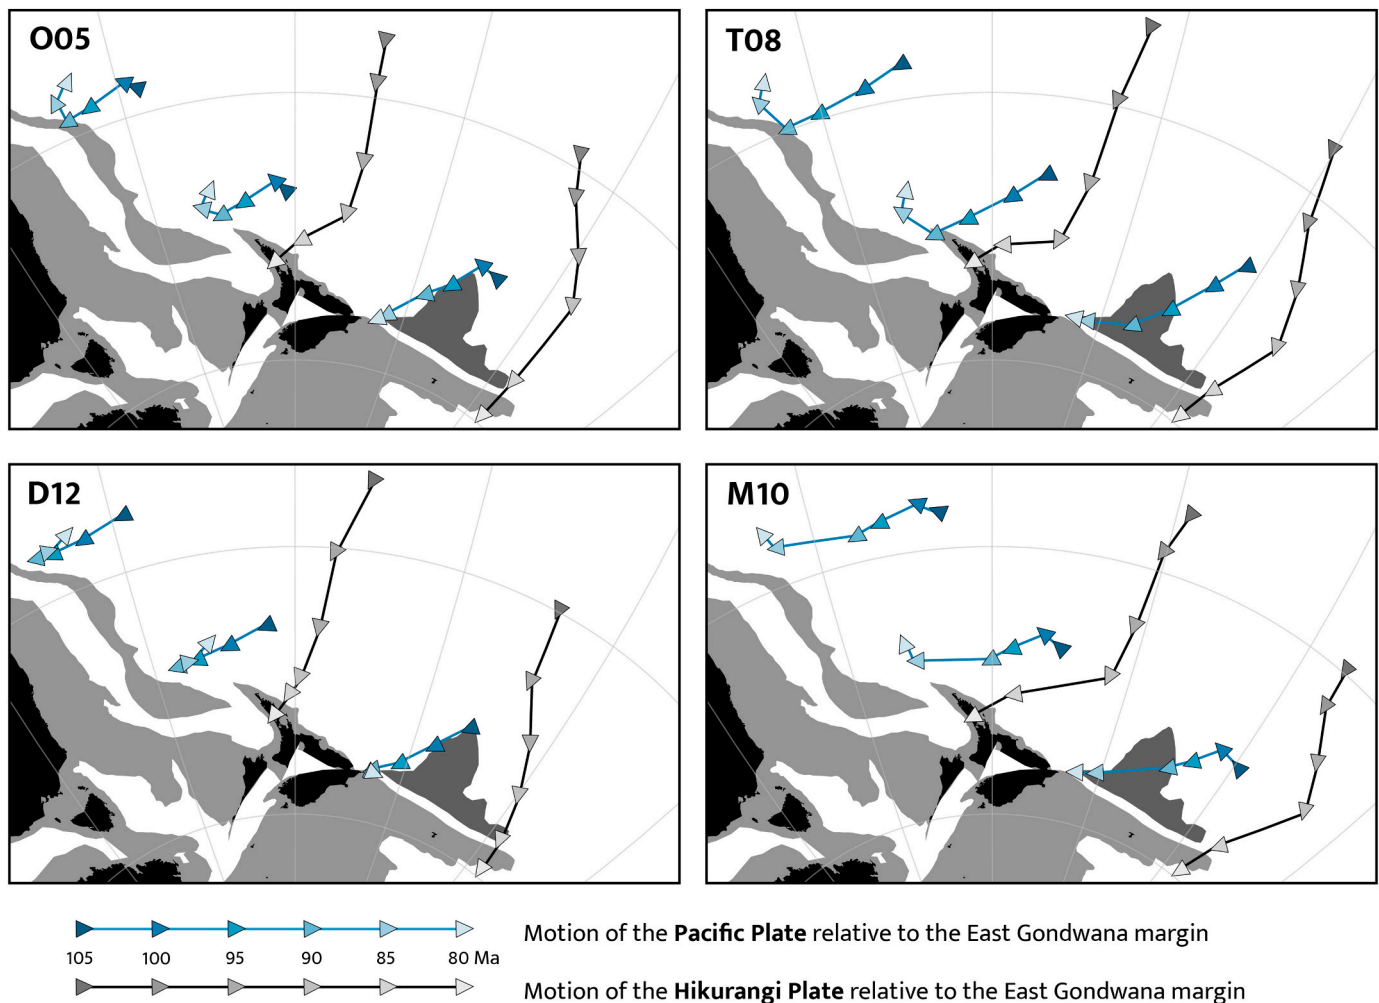 O05
T08
D12
M10
105 100 95 90 85 80 Ma
Motion of the Pacific Plate relative to the East Gondwana margin
Motion of the Hikurangi Plate relative to the East Gondwana margin